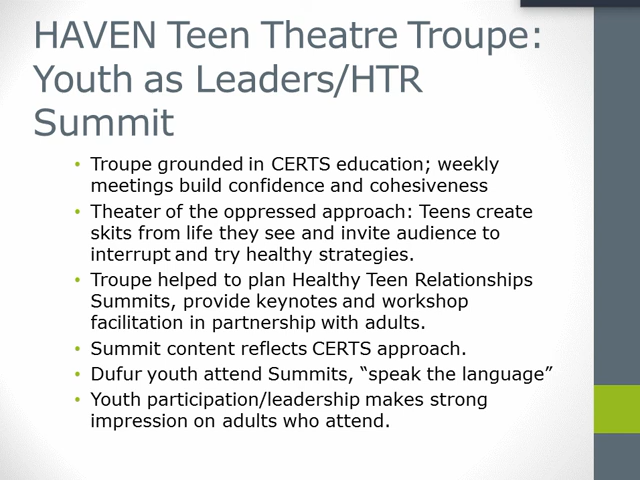 HAVEN Teen Theatre Troupe:
Youth as Leaders/HTR
Summit
• Troupe grounded in CERTS education; weekly
meetings build confidence and cohesiveness
• Theater of the oppressed approach: Teens create
skits from life they see and invite audience to
interrupt and try healthy strategies.
• Troupe helped to plan Healthy Teen Relationships
Summits, provide keynotes and workshop
facilitation in partnership with adults.
• Summit content reflects CERTS approach.
• Dufur youth attend Summits, “speak the language”
• Youth participation/leadership makes strong
impression on adults who attend.